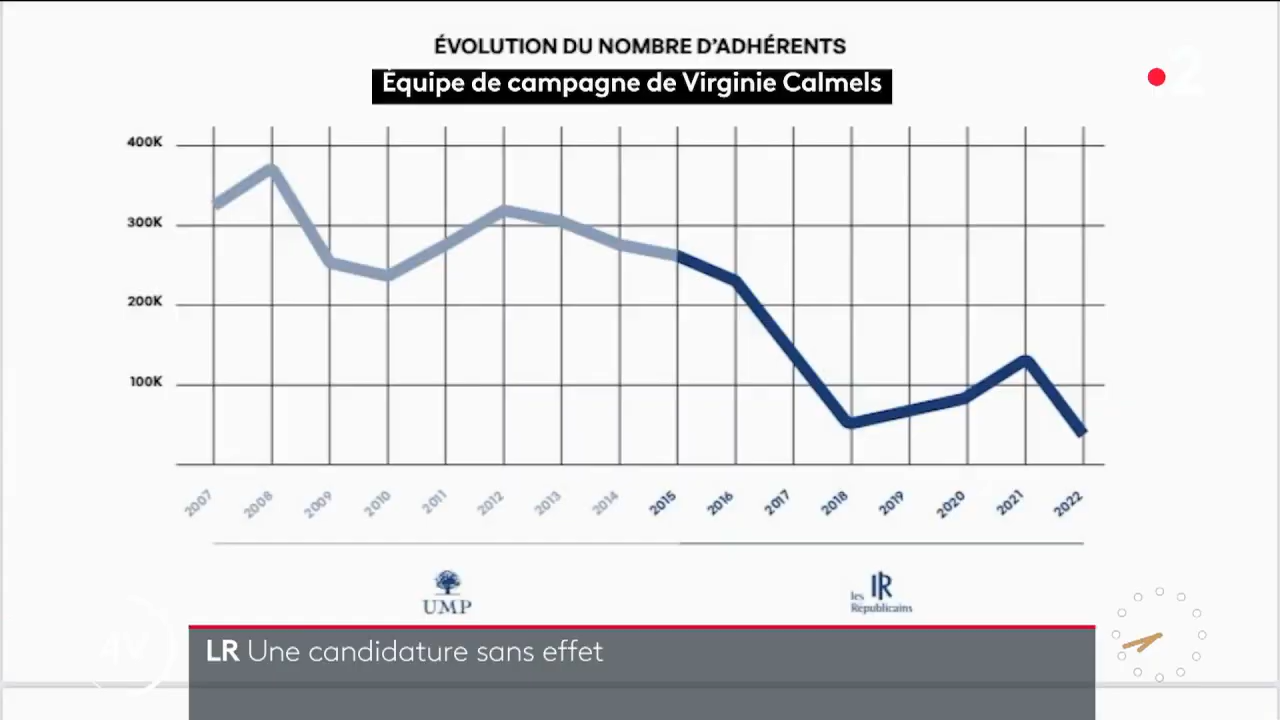 ÉVOLUTION DU NOMBRE D'ADHÉRENTS
Équipe de campagne de Virginie Calmels
2
400K
300K
200K
100K
2007 2008 2009 2010 2011 2012 2013 2014 2015 2016 2017 2018 2019 2020 2021 2022
UMP
lR
les Républicains
4V
LR Une candidature sans effet